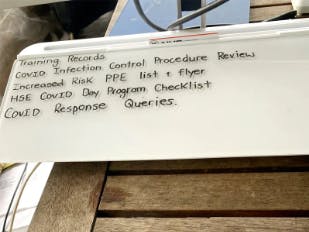 Training Records
COVID Infection Control Procedure Review
Increased Risk PPE list + flyer
HSE COVID Day Program Checklist
COVID Response Queries.